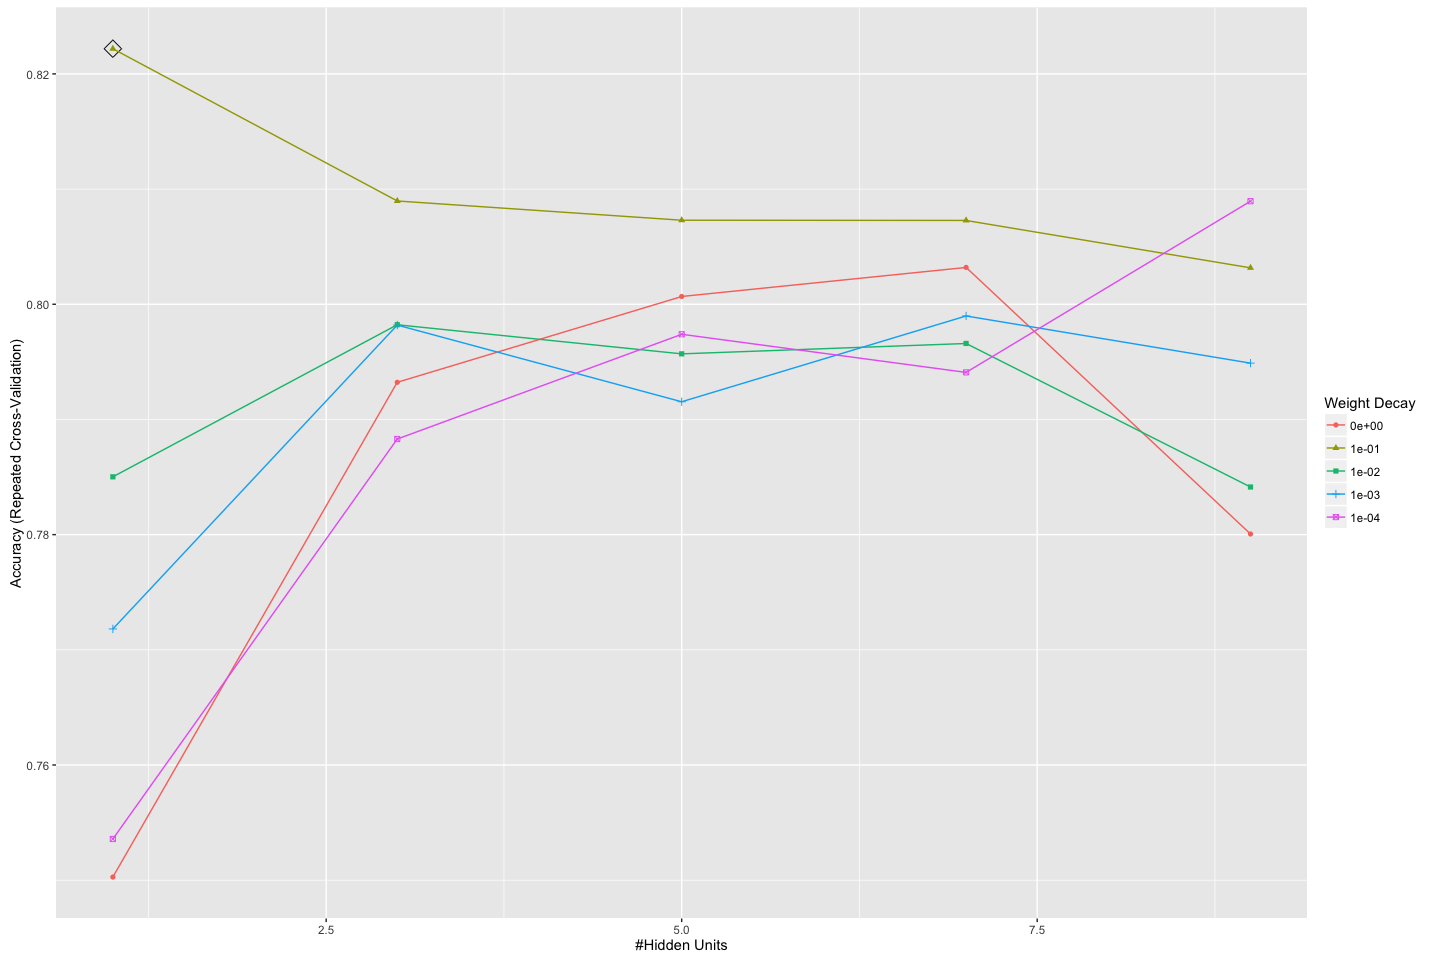 0.82
0.80
0.78
0.76
Accuracy (Repeated Cross-Validation)
2.5
5.0
7.5
#Hidden Units
Weight Decay
0e+00
1e-01
1e-02
1e-03
1e-04